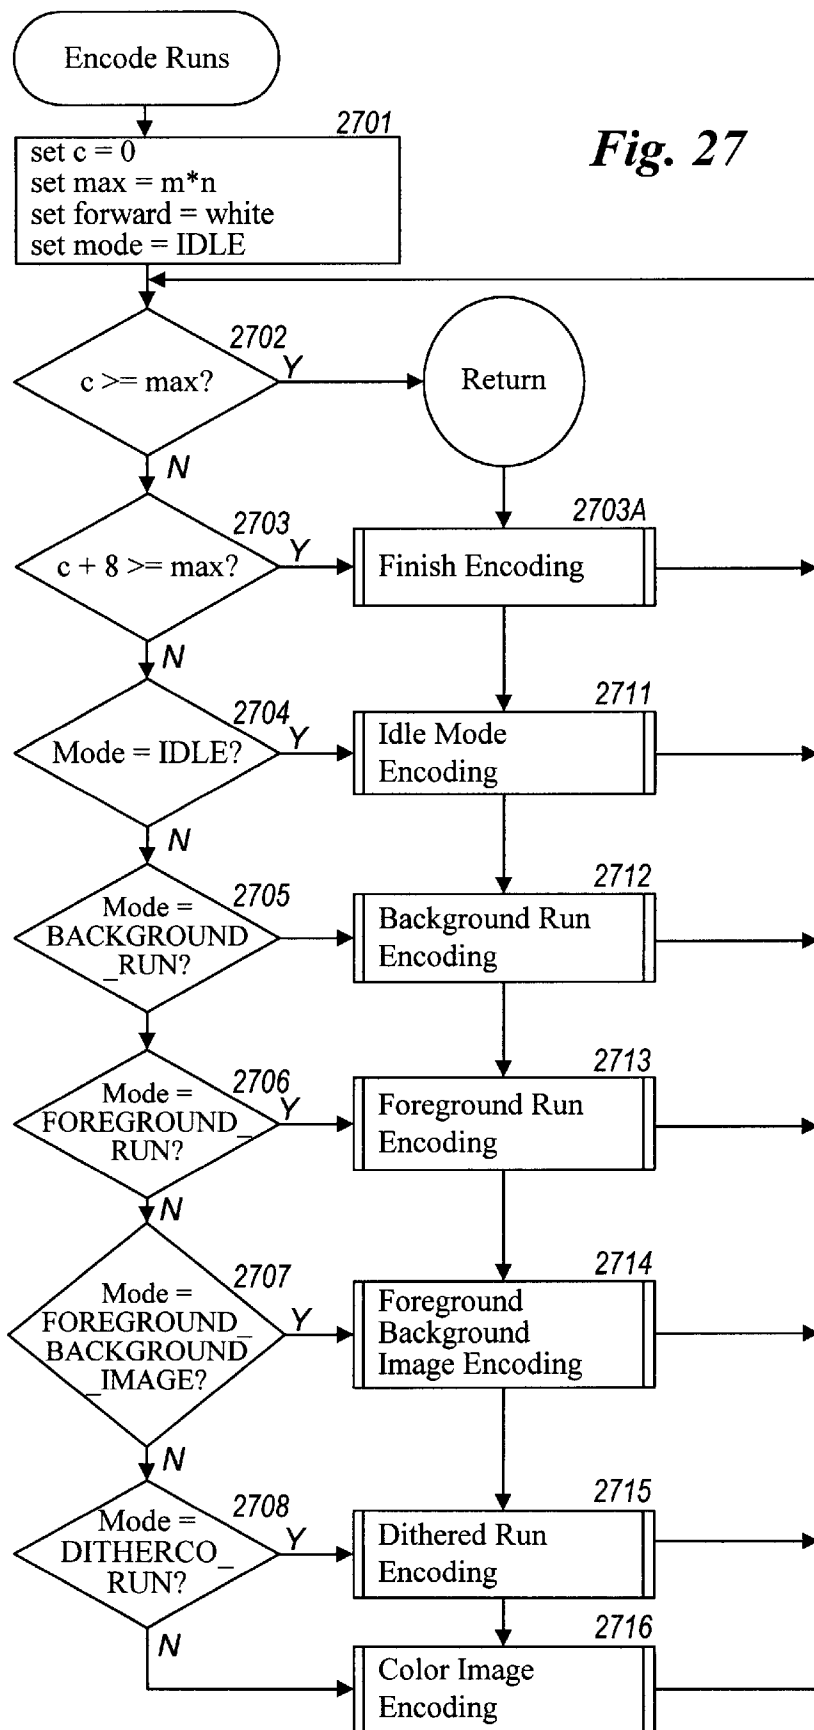 Encode Runs
Fig. 27
2701
set c = 0
set max = m*n
set forward = white
set mode = IDLE
2702
c >= max?
Y
Return
N
2703
c + 8 >= max?
Y
2703A
Finish Encoding
N
2704
Mode = IDLE?
Y
2711
Idle Mode
Encoding
N
2705
Mode =
BACKGROUND
_RUN?
2712
Background Run
Encoding
2706
Mode =
FOREGROUND_
RUN?
Y
2713
Foreground Run
Encoding
N
2707
Mode =
FOREGROUND_
BACKGROUND
_IMAGE?
Y
2714
Foreground
Background
Image Encoding
N
2708
Mode =
DITHERCO_
RUN?
Y
2715
Dithered Run
Encoding
N
2716
Color Image
Encoding